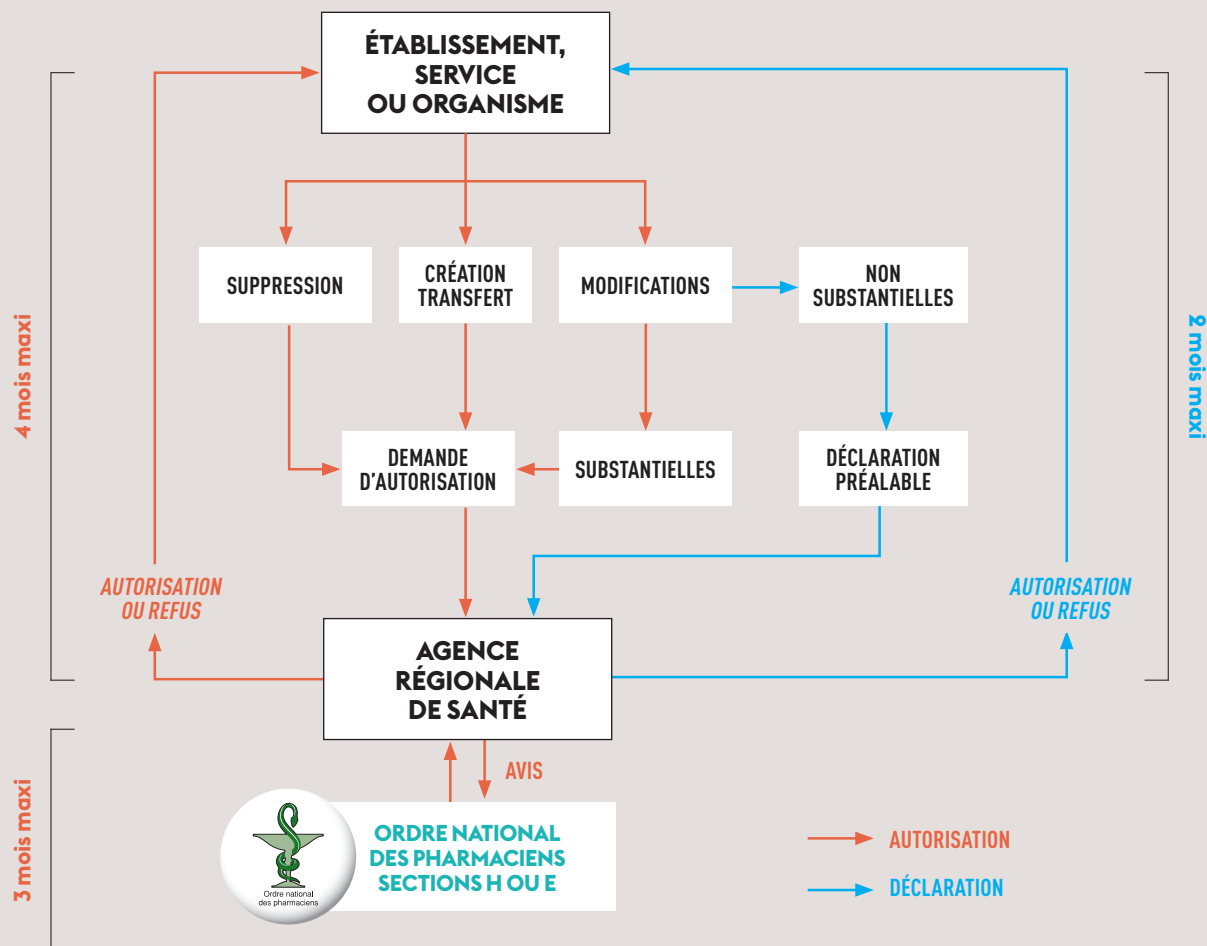 ÉTABLISSEMENT,
SERVICE
OU ORGANISME
SUPPRESSION
CRÉATION
TRANSFERT
MODIFICATIONS
NON
SUBSTANTIELLES
4 mois maxi
2 mois maxi
DEMANDE
D'AUTORISATION
SUBSTANTIELLES
DÉCLARATION
PRÉALABLE
AUTORISATION
OU REFUS
AUTORISATION
OU REFUS
AGENCE
RÉGIONALE
DE SANTÉ
AVIS
3 mois maxi
Ordre national
des pharmaciens
ORDRE NATIONAL
DES PHARMACIENS
SECTIONS H OU E
AUTORISATION
DÉCLARATION